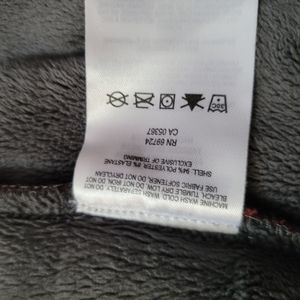 MACHINE WASH COLD. WASH SEPARATELY. DO NOT
BLEACH. TUMBLE DRY LOW. DO NOT IRON. DO NOT
USE FABRIC SOFTENER. DO NOT DRYCLEAN
SHELL: 94% POLYESTER 6% ELASTANE
EXCLUSIVE OF TRIMMING
RN 69724
CA 05367